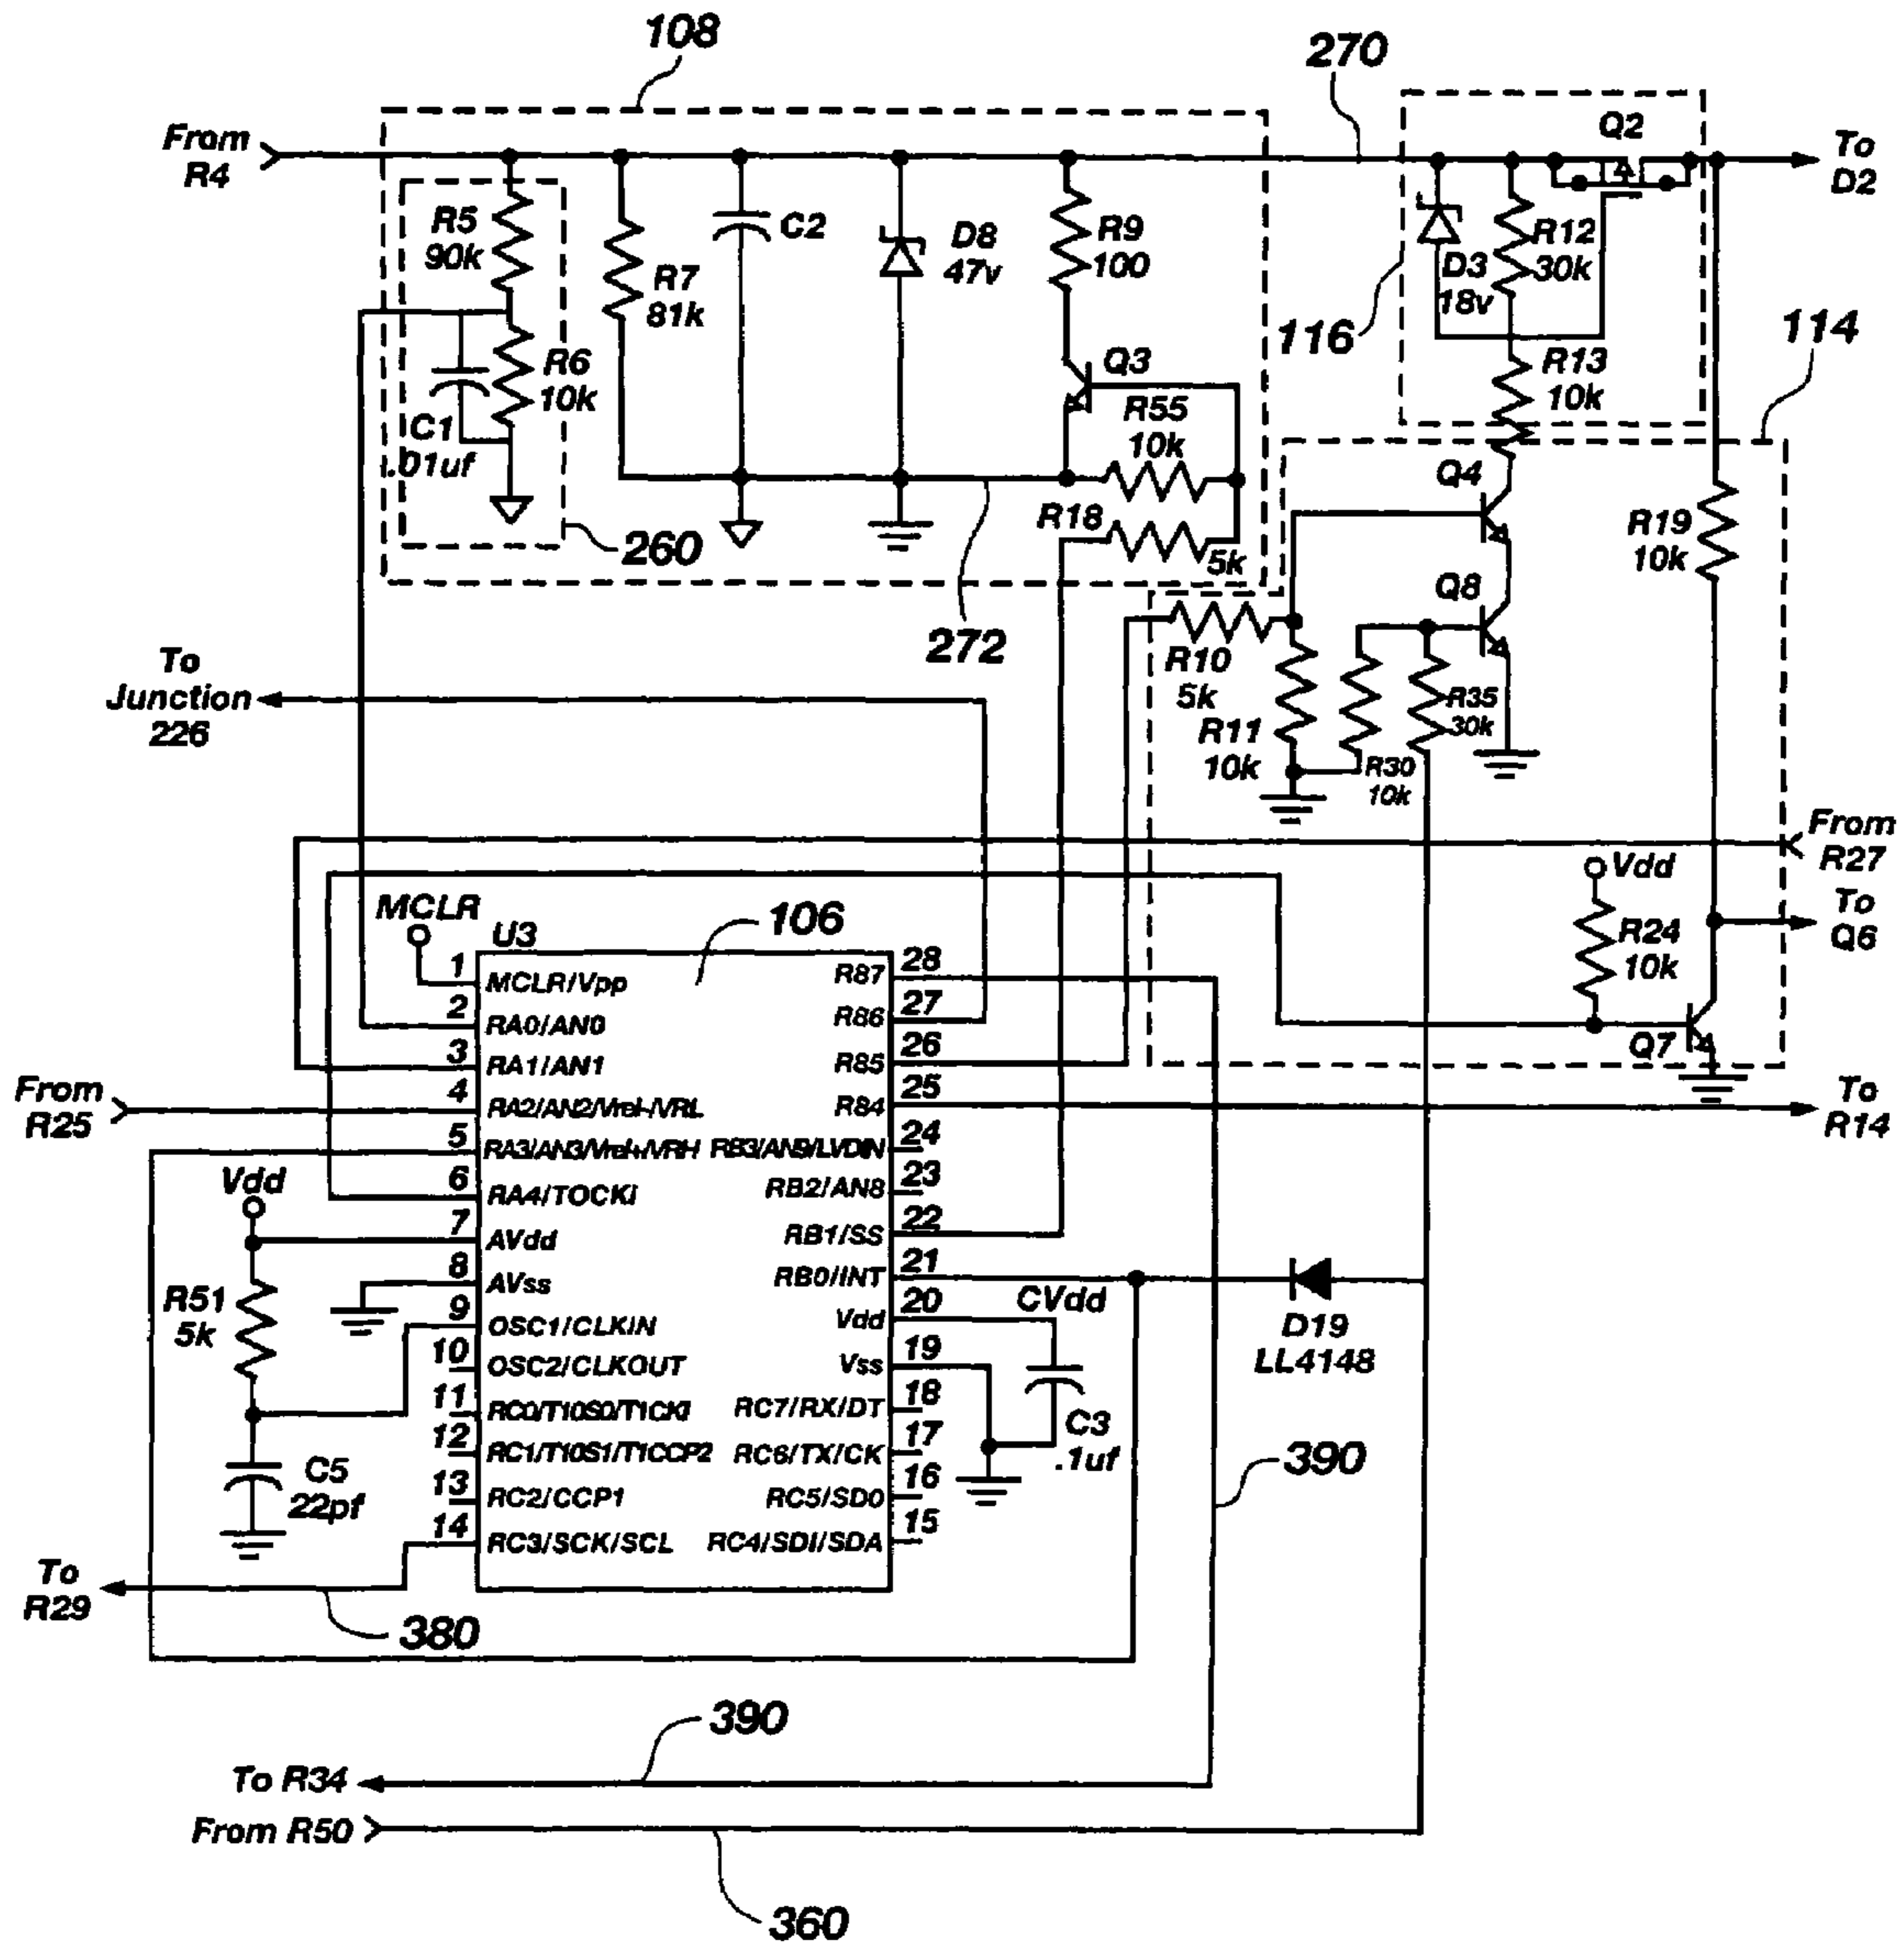 108
270
Q2
From
R4
To
D2
R5
90k
C2
D8
47v
R9
100
R12
30k
R7
81k
D3
18v
116
114
R6
10k
Q3
R13
10k
C1
.01uf
R55
10k
Q4
R18
R19
10k
260
5k
Q8
272
To
Junction
226
R10
5k
R35
30k
R11
10k
R30
10k
From
R27
Vdd
MCLR
106
To
Q6
U3
R24
10k
1
MCLR/Vpp
R87
28
2
RA0/AN0
R86
27
Q7
3
RA1/AN1
R85
26
From
R25
4
RA2/AN2/Vref-/VRL
R84
25
To
R14
5
RA3/AN3/Vref+/VRH
RB3/AN9/LVDIN
24
Vdd
6
RA4/TOCKi
RB2/AN8
23
7
AVdd
RB1/SS
22
8
AVss
RB0/INT
21
R51
5k
9
OSC1/CLKIN
Vdd
20
CVdd
D19
LL4148
10
OSC2/CLKOUT
Vss
19
11
RC0/T10S0/T1CKI
RC7/RX/DT
18
C3
.1uf
12
RC1/T10S1/T1CCP2
RC6/TX/CK
17
390
C5
22pf
13
RC2/CCP1
RC5/SD0
16
14
RC3/SCK/SCL
RC4/SDI/SDA
15
To
R29
380
390
To R34
From R50
360